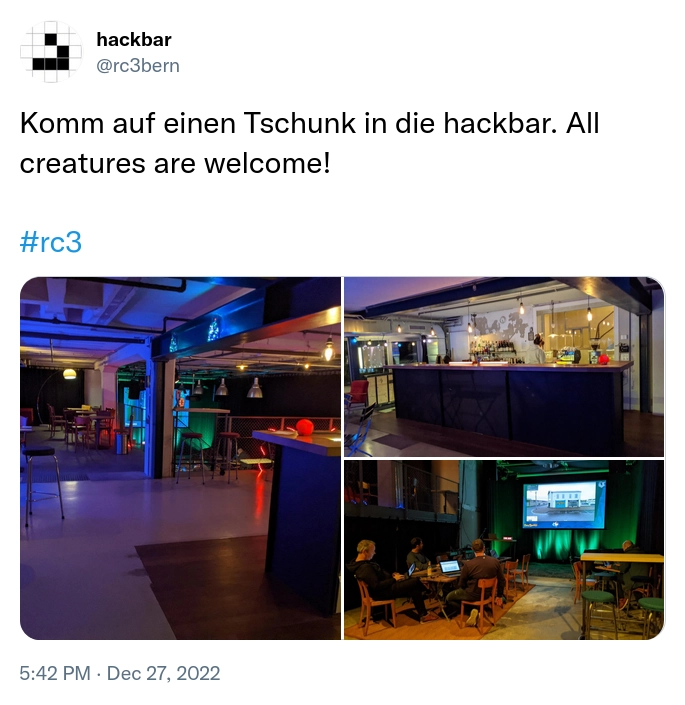 hackbar
@rc3bern
Komm auf einen Tschunk in die hackbar. All
creatures are welcome!
#rc3
5:42 PM · Dec 27, 2022